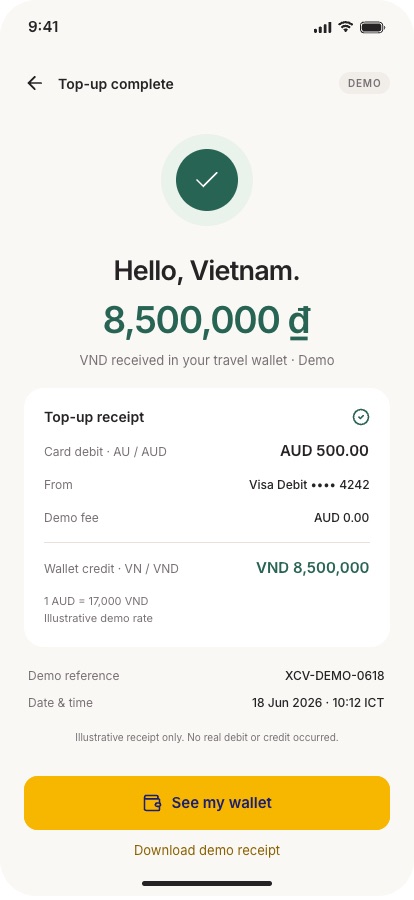 9:41
Top-up complete
DEMO
Hello, Vietnam.
8,500,000 ₫
VND received in your travel wallet · Demo
Top-up receipt
Card debit · AU / AUD AUD 500.00
From Visa Debit •••• 4242
Demo fee AUD 0.00
Wallet credit · VN / VND VND 8,500,000
1 AUD = 17,000 VND
Illustrative demo rate
Demo reference XCV-DEMO-0618
Date & time 18 Jun 2026 · 10:12 ICT
Illustrative receipt only. No real debit or credit occurred.
See my wallet
Download demo receipt